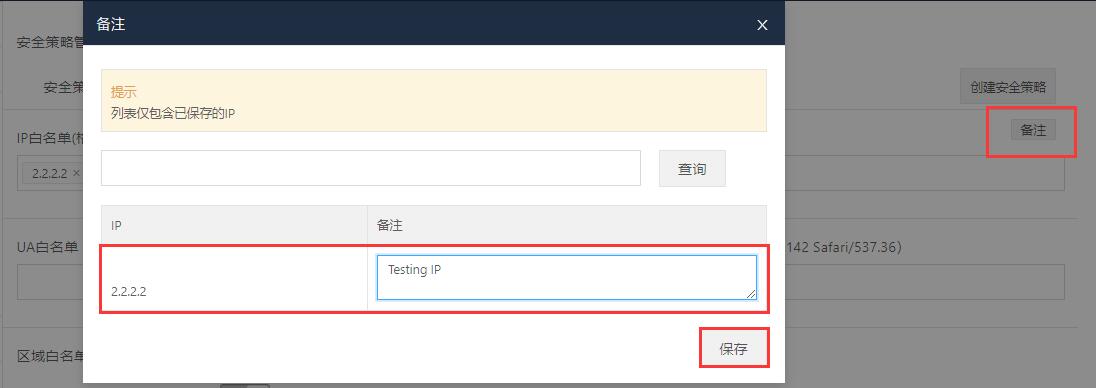 备注
X
安全策略管
提示
列表仅包含已保存的IP
安全策
创建安全策略
IP白名单(
备注
2.2.2.2 ×
查询
IP
备注
UA白名单
142 Safari/537.36)
2.2.2.2
Testing IP
区域白名单
保存